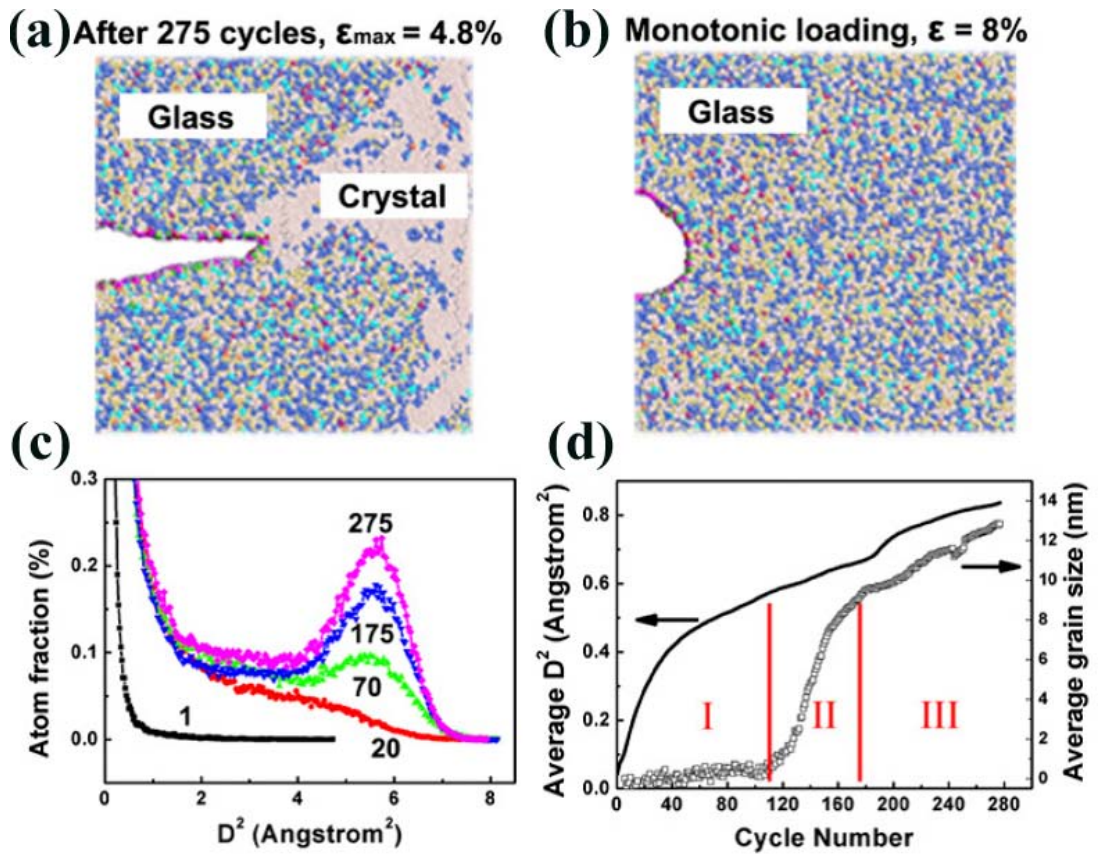 (a) After 275 cycles, εmax = 4.8%
Glass
Crystal
(b) Monotonic loading, ε = 8%
Glass
(c)
Atom fraction (%)
0.3
0.2
0.1
0.0
275
175
70
1
20
2 4 6 8
D² (Angstrom²)
(d)
Average D² (Angstrom²)
0.8
0.6
0.4
0.2
0.0
I II III
14
12
10
8
6
4
2
0
Average grain size (nm)
0 40 80 120 160 200 240 280
Cycle Number